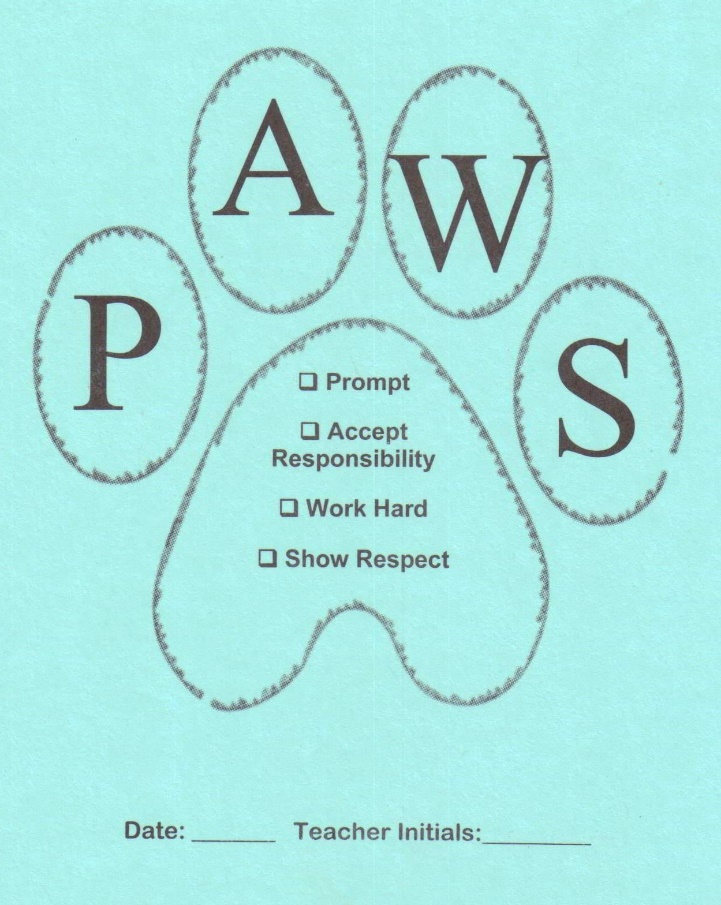 P A W S
❑ Prompt
❑ Accept
Responsibility
❑ Work Hard
❑ Show Respect
Date: ______ Teacher Initials:________